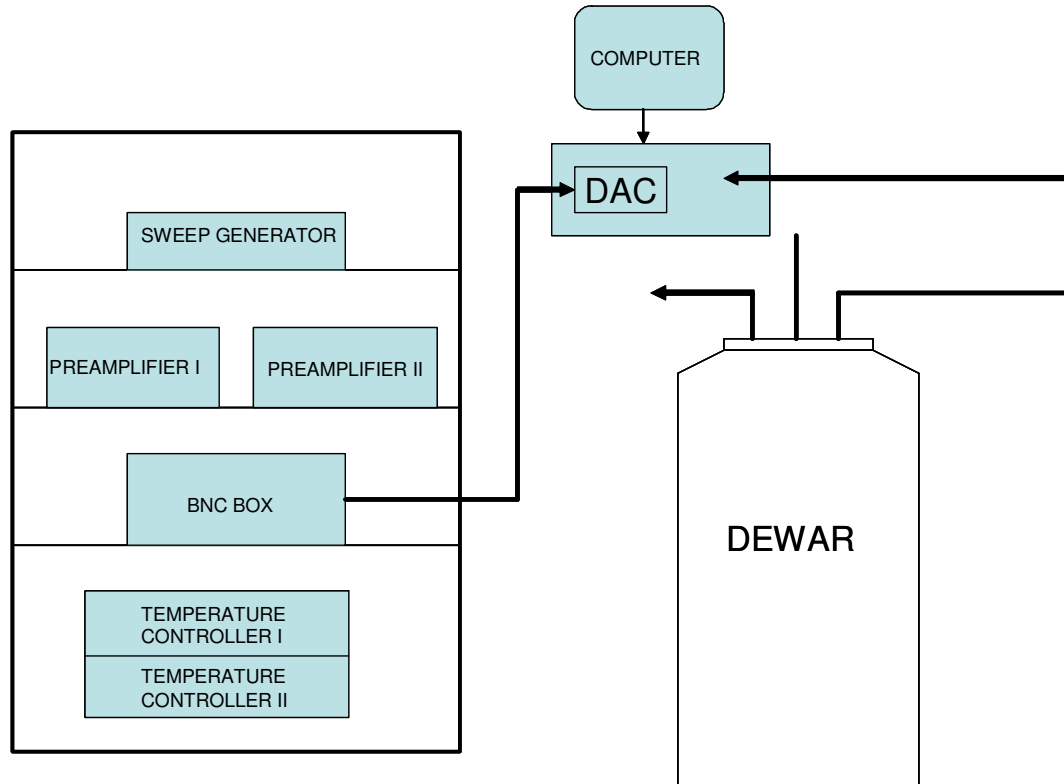 COMPUTER
DAC
SWEEP GENERATOR
PREAMPLIFIER I
PREAMPLIFIER II
BNC BOX
DEWAR
TEMPERATURE
CONTROLLER I
TEMPERATURE
CONTROLLER II